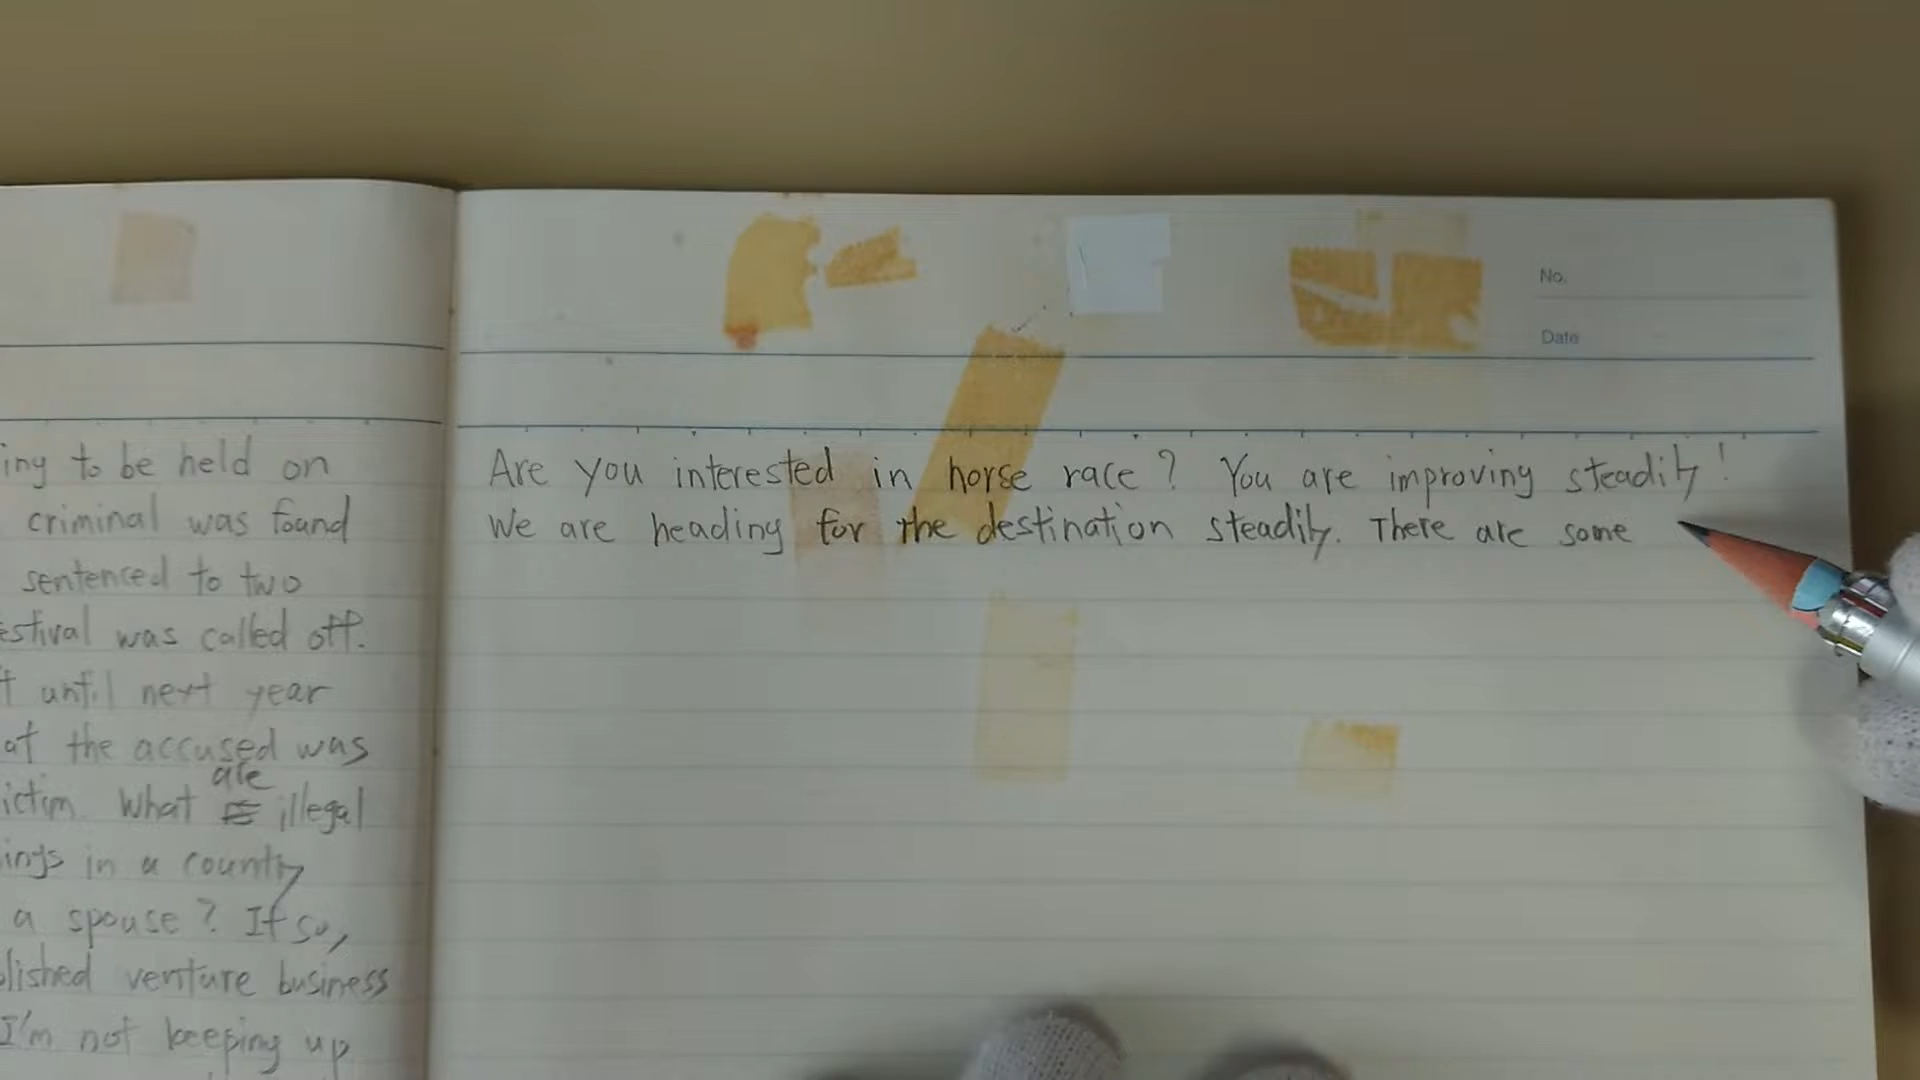 ing to be held on
criminal was found
sentenced to two
estival was called off.
t until next year
at the accused was
are
ictim. What illegal
ings in a country
a spouse? If so,
lished venture business
I'm not keeping up
No.
Date
Are you interested in horse race? You are improving steadily!
We are heading for the destination steadily. There are some